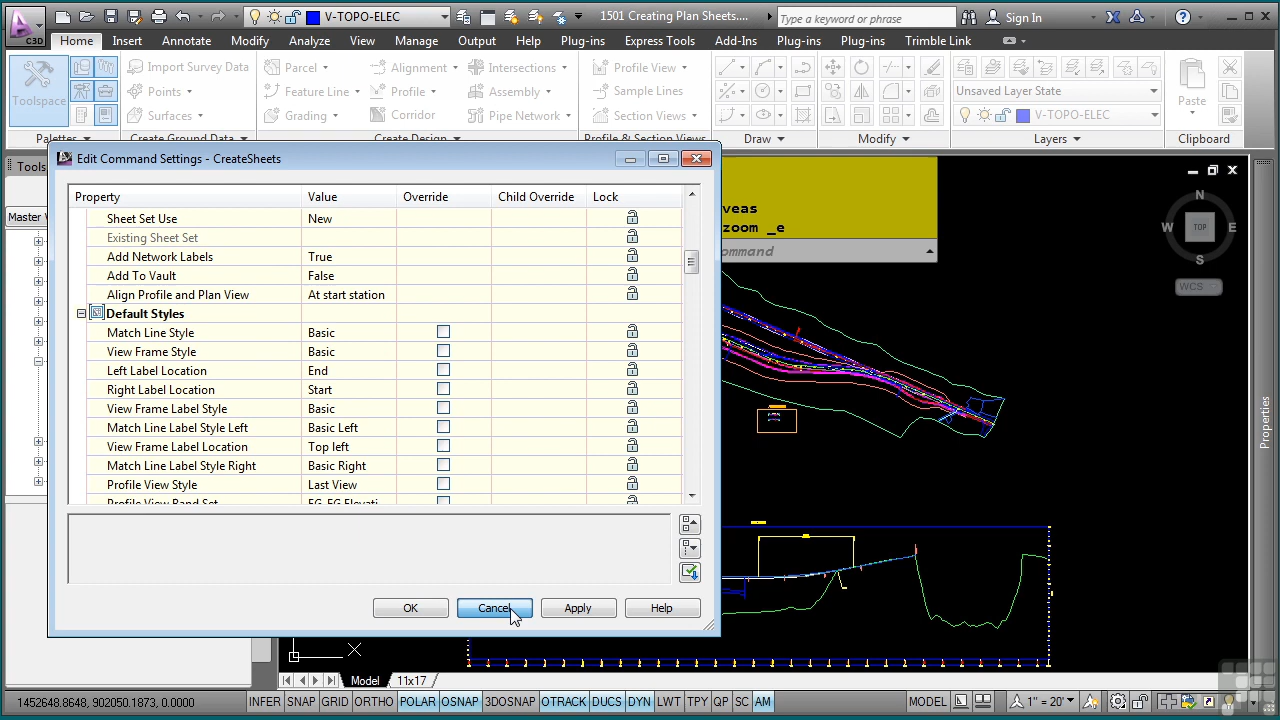 V-TOPO-ELEC
1501 Creating Plan Sheets....
Type a keyword or phrase
Sign In
C3D
Home Insert Annotate Modify Analyze View Manage Output Help Plug-ins Express Tools Add-Ins Plug-ins Plug-ins Trimble Link
Toolspace
Import Survey Data
Points
Surfaces
Parcel
Feature Line
Grading
Alignment
Profile
Corridor
Intersections
Assembly
Pipe Network
Profile View
Sample Lines
Section Views
Unsaved Layer State
V-TOPO-ELEC
Paste
Palettes
Create Ground Data
Create Design
Profile & Section Views
Draw
Modify
Layers
Clipboard
Tools
Master
Edit Command Settings - CreateSheets
Property Value Override Child Override Lock
Sheet Set Use New
Existing Sheet Set
Add Network Labels True
Add To Vault False
Align Profile and Plan View At start station
Default Styles
Match Line Style Basic
View Frame Style Basic
Left Label Location End
Right Label Location Start
View Frame Label Style Basic
Match Line Label Style Left Basic Left
View Frame Label Location Top left
Match Line Label Style Right Basic Right
Profile View Style Last View
Profile View Band Set EG-FG Elevati
OK Cancel Apply Help
veas
zoom _e
ommand
N
W TOP E
S
WCS
Properties
Model 11x17
1452648.8648, 902050.1873, 0.0000
INFER SNAP GRID ORTHO POLAR OSNAP 3DOSNAP OTRACK DUCS DYN LWT TPY QP SC AM
MODEL
1" = 20'